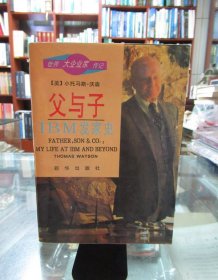 世界 大企业家 传记
【美】小托马斯·沃森
父与子
IBM发家史
FATHER, SON & CO.:
MY LIFE AT IBM AND BEYOND
THOMAS WATSON
新华出版社